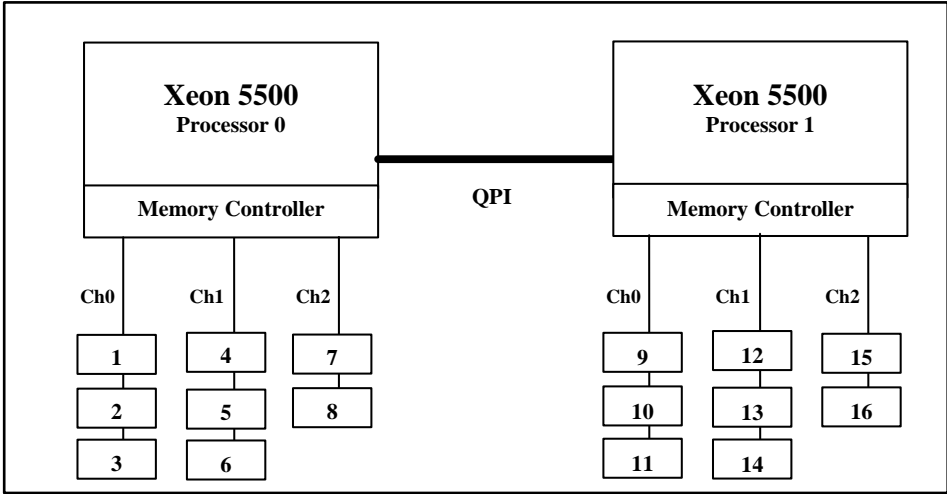 Xeon 5500
Processor 0
Memory Controller
QPI
Xeon 5500
Processor 1
Memory Controller
Ch0
Ch1
Ch2
1
4
7
2
5
8
3
6
Ch0
Ch1
Ch2
9
12
15
10
13
16
11
14